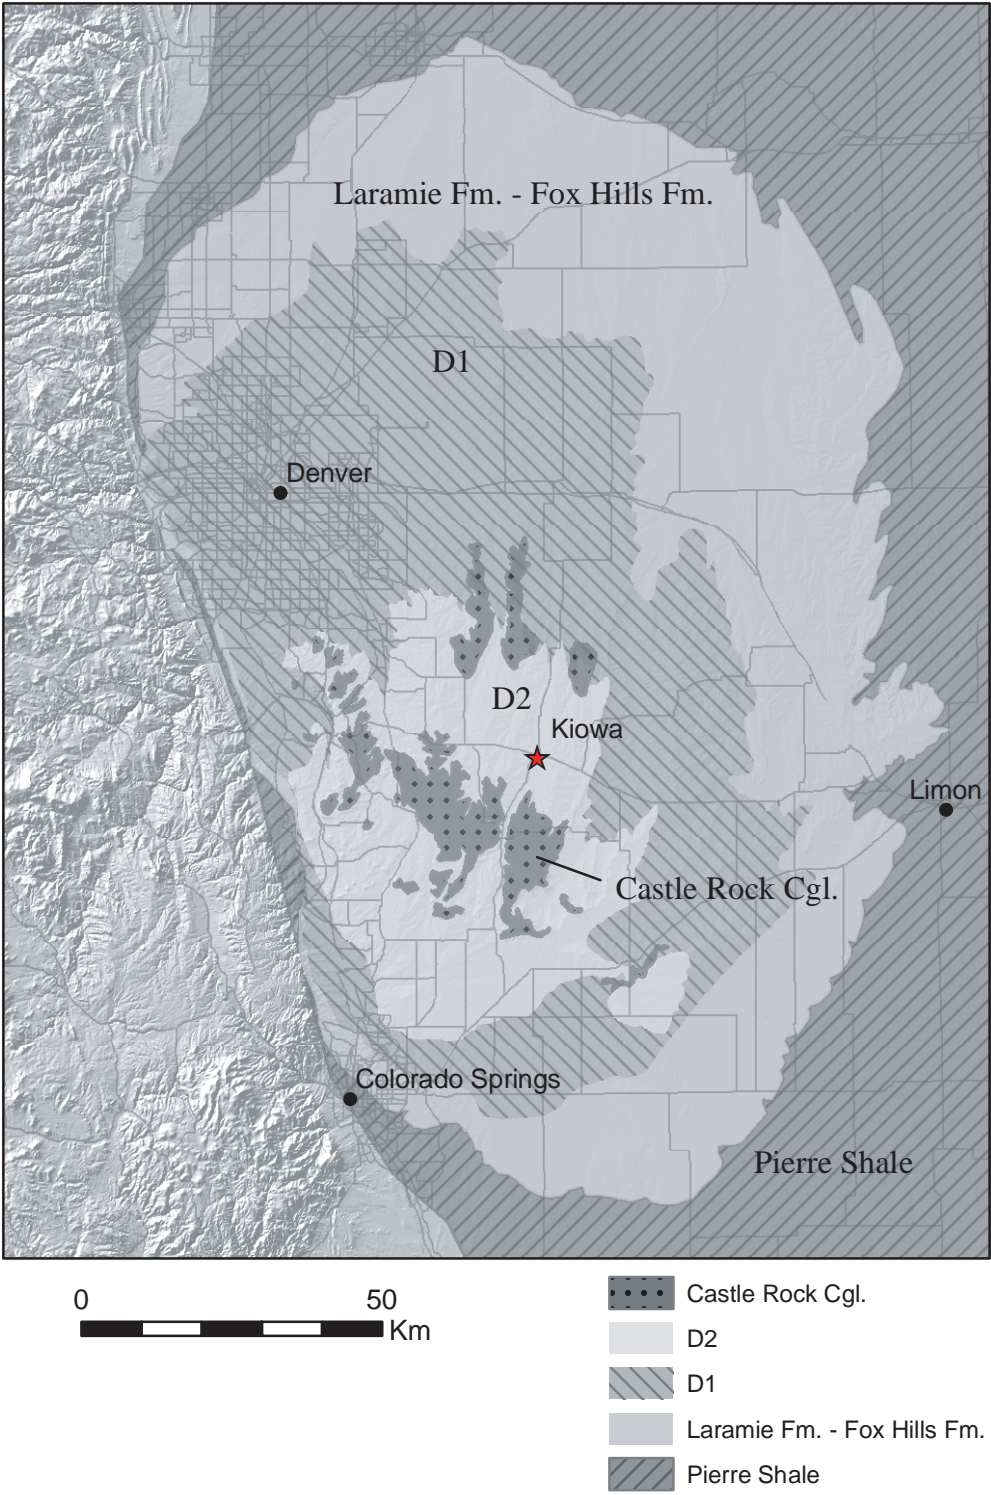 Laramie Fm. - Fox Hills Fm.
D1
Denver
D2
Kiowa
Limon
Castle Rock Cgl.
Colorado Springs
Pierre Shale
0 50
Km
Castle Rock Cgl.
D2
D1
Laramie Fm. - Fox Hills Fm.
Pierre Shale